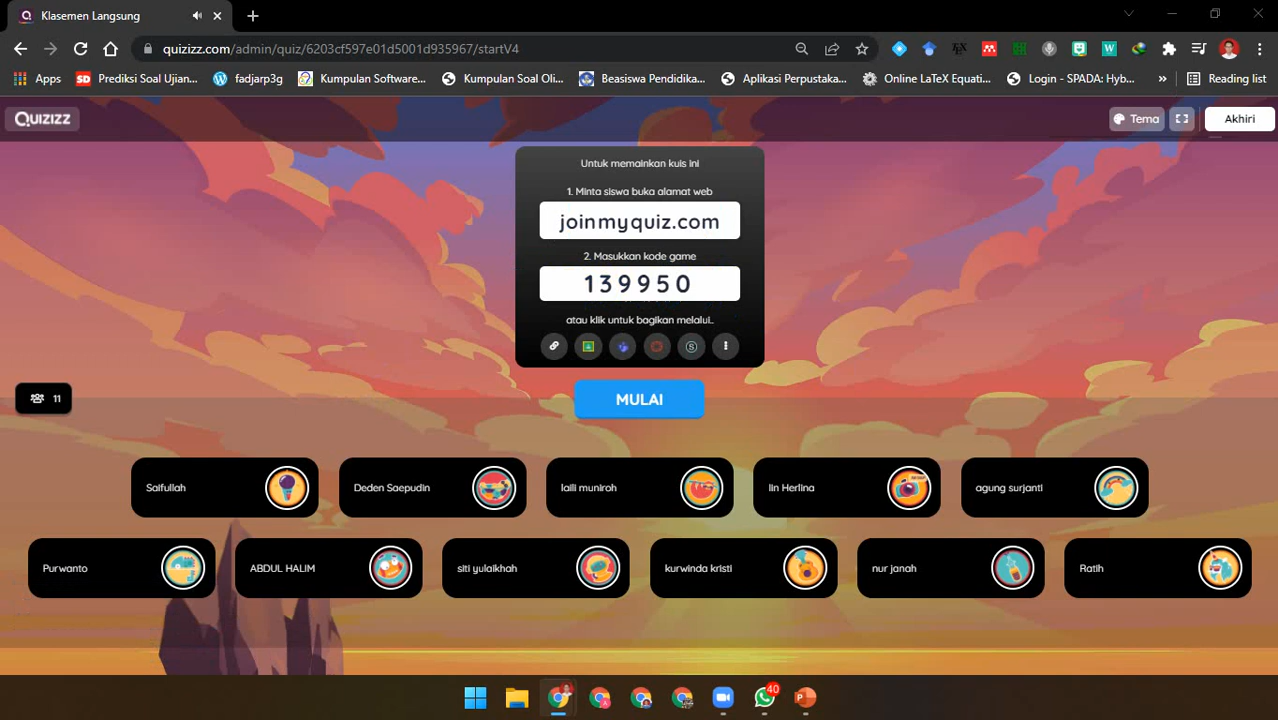 Klasemen Langsung
quizizz.com/admin/quiz/6203cf597e01d5001d935967/startV4
Apps
Prediksi Soal Ujian...
fadjarp3g
Kumpulan Software...
Kumpulan Soal Oli...
Beasiswa Pendidika...
Aplikasi Perpustaka...
Online LaTeX Equati...
Login - SPADA: Hyb...
»
Reading list
QUIZIZZ
Tema
Akhiri
Untuk memainkan kuis ini
1. Minta siswa buka alamat web
joinmyquiz.com
2. Masukkan kode game
139950
atau klik untuk bagikan melalui..
11
MULAI
Saifullah
Deden Saepudin
laili muniroh
Iin Herlina
agung surjanti
Purwanto
ABDUL HALIM
siti yulaikhah
kurwinda kristi
nur janah
Ratih
40